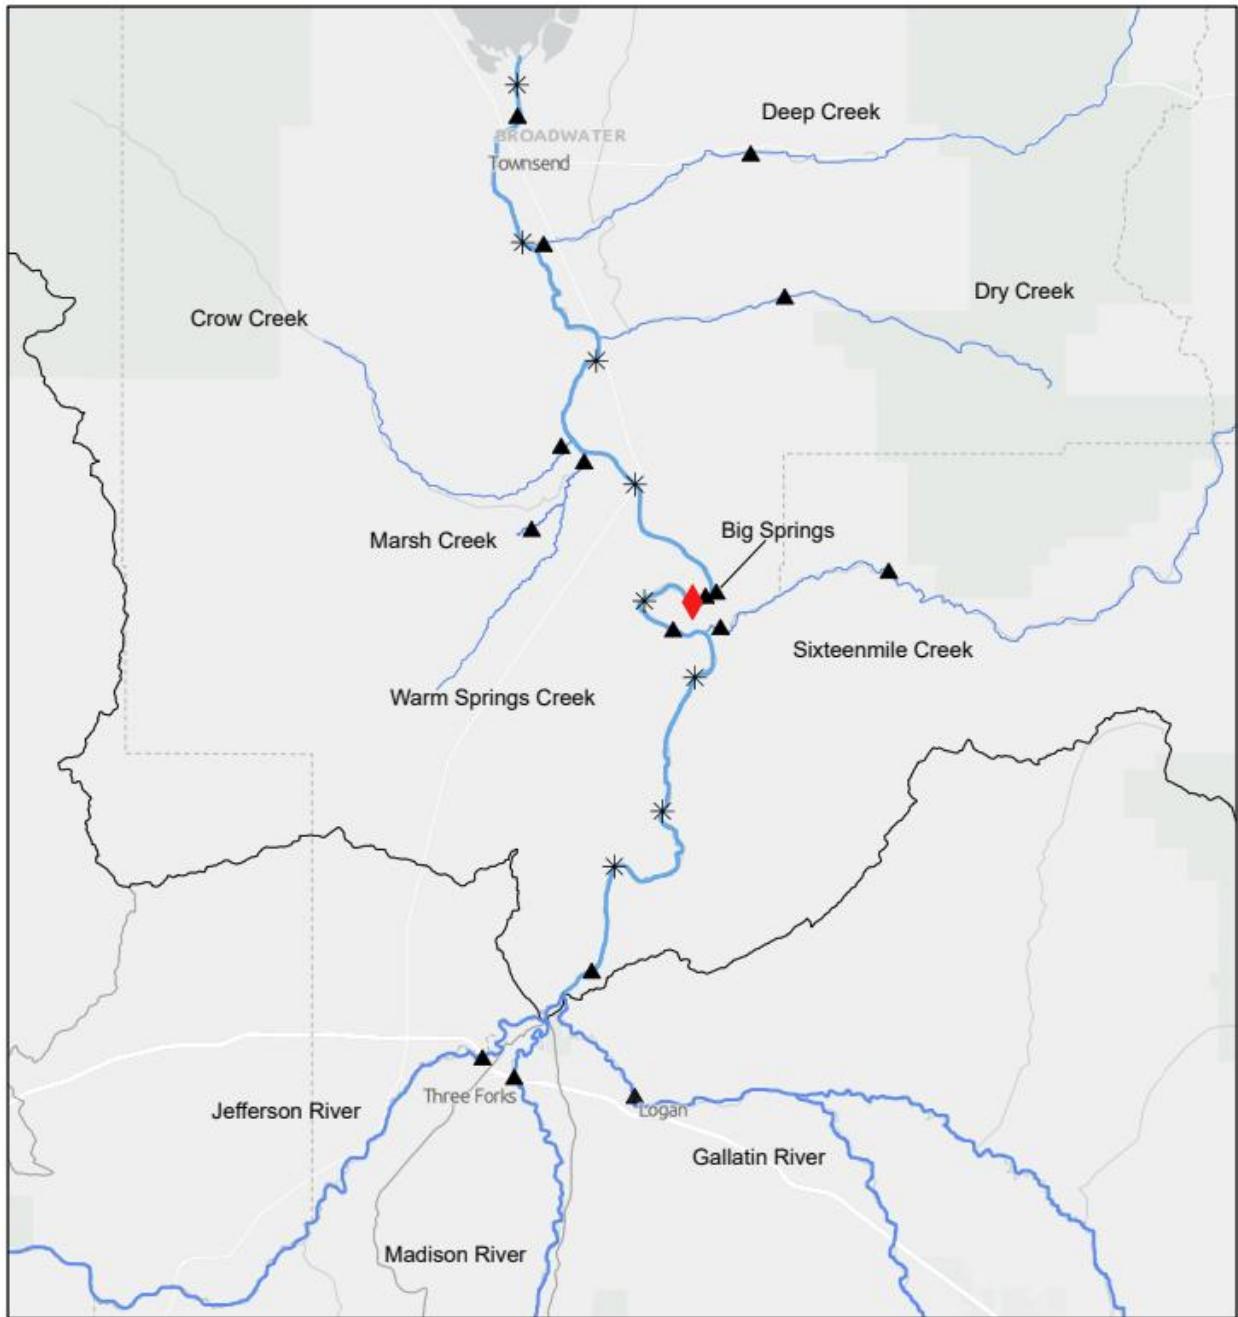 Deep Creek
BROADWATER
Townsend
Dry Creek
Crow Creek
Big Springs
Marsh Creek
Sixteenmile Creek
Warm Springs Creek
Three Forks
Logan
Jefferson River
Gallatin River
Madison River